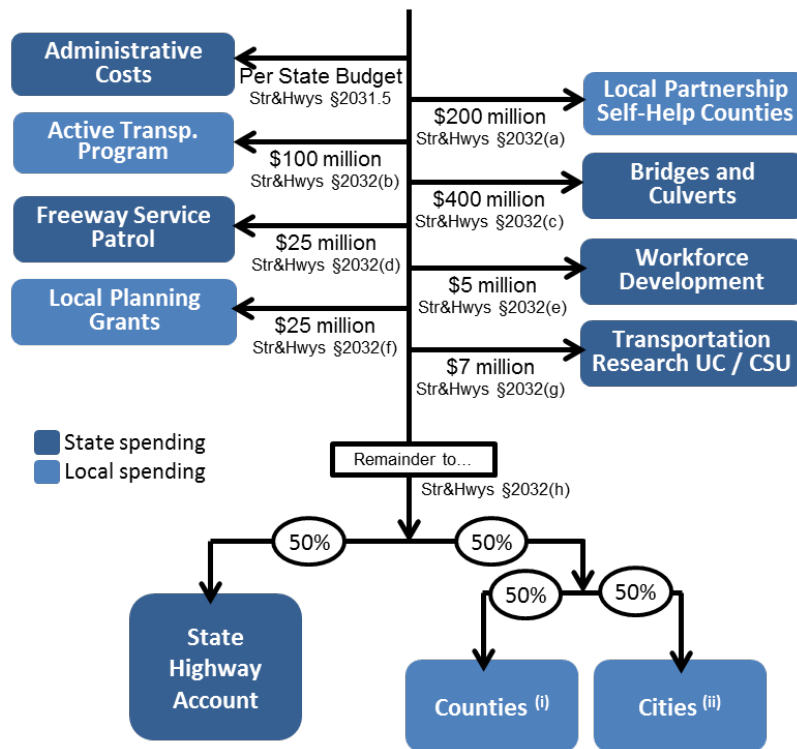 Administrative
Costs
Per State Budget
Str&Hwys §2031.5
Local Partnership
Self-Help Counties
$200 million
Str&Hwys §2032(a)
Active Transp.
Program
$100 million
Str&Hwys §2032(b)
Bridges and
Culverts
$400 million
Str&Hwys §2032(c)
Freeway Service
Patrol
$25 million
Str&Hwys §2032(d)
Workforce
Development
$5 million
Str&Hwys §2032(e)
Local Planning
Grants
$25 million
Str&Hwys §2032(f)
Transportation
Research UC / CSU
$7 million
Str&Hwys §2032(g)
State spending
Local spending
Remainder to…
Str&Hwys §2032(h)
50%
50%
50%
50%
State
Highway
Account
Counties (i)
Cities (ii)